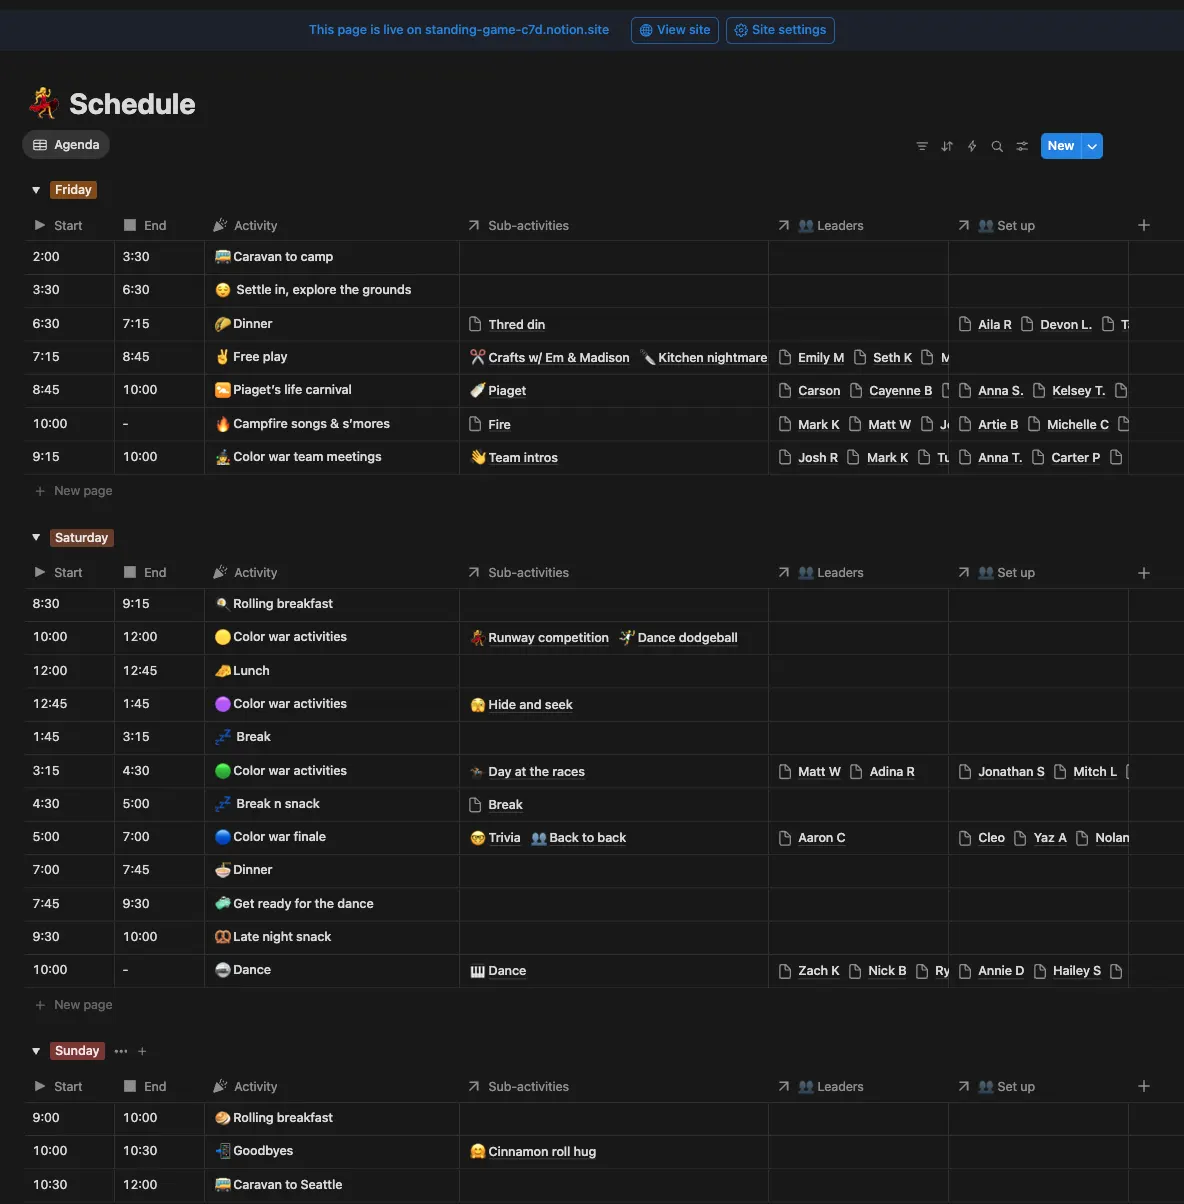 This page is live on standing-game-c7d.notion.site View site Site settings
Schedule
Agenda New
Friday
Start End Activity Sub-activities Leaders Set up
2:00 3:30 Caravan to camp
3:30 6:30 Settle in, explore the grounds
6:30 7:15 Dinner Thred din Aila R Devon L.
7:15 8:45 Free play Crafts w/ Em & Madison Kitchen nightmare Emily M Seth K
8:45 10:00 Piaget’s life carnival Piaget Carson Cayenne B Anna S. Kelsey T.
10:00 - Campfire songs & s’mores Fire Mark K Matt W Artie B Michelle C
9:15 10:00 Color war team meetings Team intros Josh R Mark K Anna T. Carter P
New page
Saturday
Start End Activity Sub-activities Leaders Set up
8:30 9:15 Rolling breakfast
10:00 12:00 Color war activities Runway competition Dance dodgeball
12:00 12:45 Lunch
12:45 1:45 Color war activities Hide and seek
1:45 3:15 Break
3:15 4:30 Color war activities Day at the races Matt W Adina R Jonathan S Mitch L
4:30 5:00 Break n snack Break
5:00 7:00 Color war finale Trivia Back to back Aaron C Cleo Yaz A Nolan
7:00 7:45 Dinner
7:45 9:30 Get ready for the dance
9:30 10:00 Late night snack
10:00 - Dance Dance Zach K Nick B Ry Annie D Hailey S
New page
Sunday
Start End Activity Sub-activities Leaders Set up
9:00 10:00 Rolling breakfast
10:00 10:30 Goodbyes Cinnamon roll hug
10:30 12:00 Caravan to Seattle